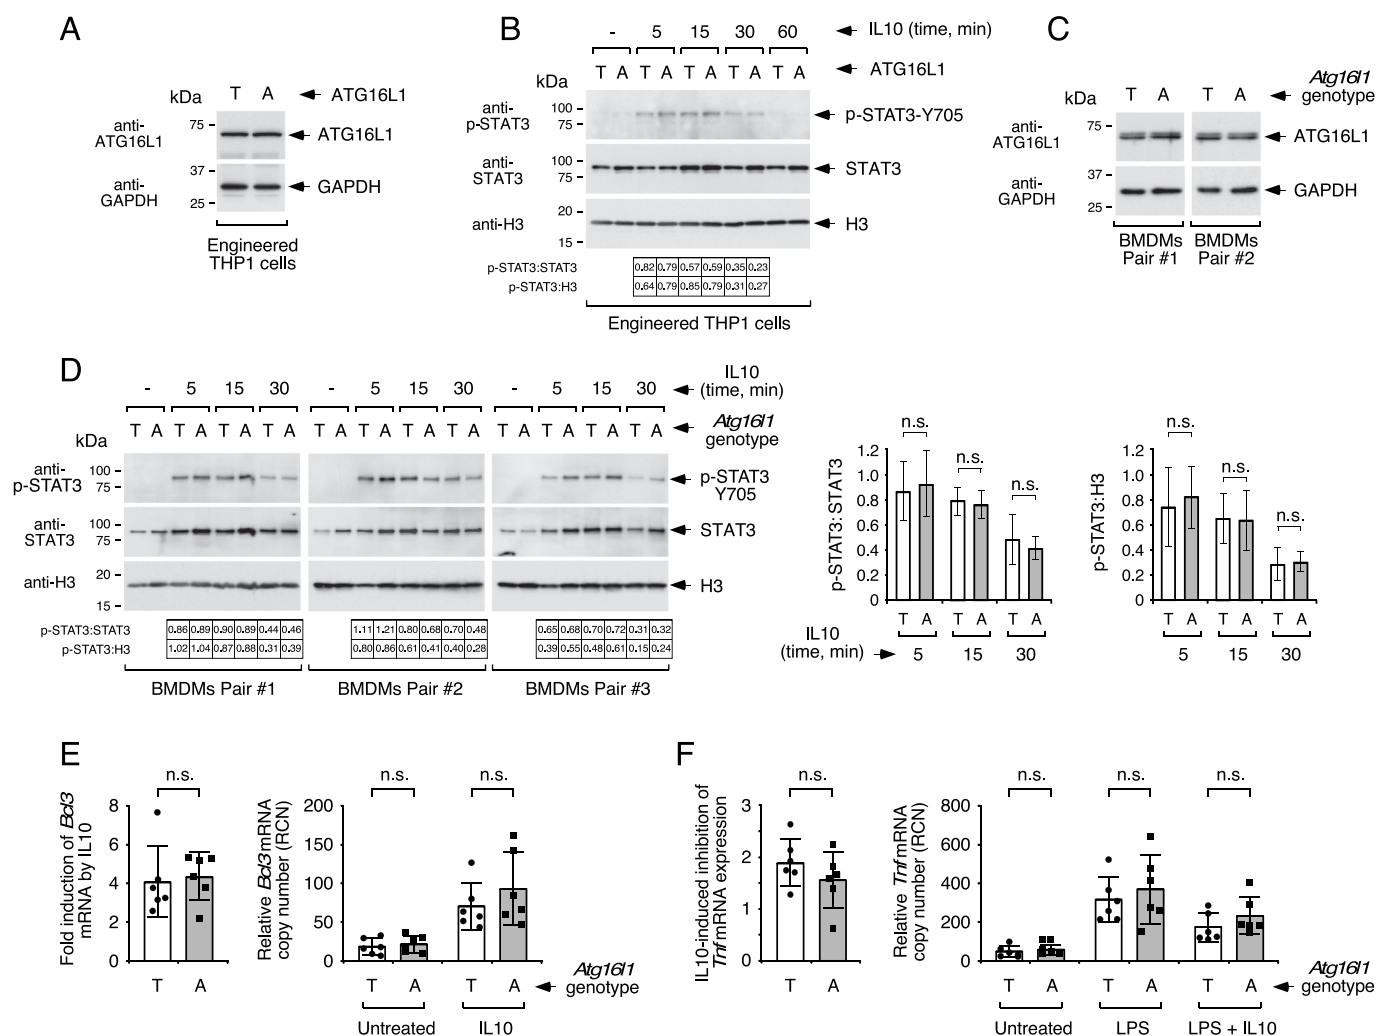 A
T A ATG16L1
kDa
anti-
ATG16L1
75
50
ATG16L1
anti-
GAPDH
37
25
GAPDH
Engineered
THP1 cells
B
- 5 15 30 60 IL10 (time, min)
T A T A T A T A T A ATG16L1
kDa
anti-
p-STAT3
100
75
p-STAT3-Y705
anti-
STAT3
100
75
STAT3
anti-H3
20
15
H3
p-STAT3:STAT3 0.82 0.79 0.57 0.59 0.35 0.23
p-STAT3:H3 0.64 0.79 0.85 0.79 0.31 0.27
Engineered THP1 cells
C
Atg16l1
genotype
T A T A
kDa
anti-
ATG16L1
75
50
ATG16L1
anti-
GAPDH
37
25
GAPDH
BMDMs
Pair #1
BMDMs
Pair #2
D
- 5 15 30 - 5 15 30 - 5 15 30
IL10
(time, min)
T A T A T A T A T A T A T A T A T A T A T A T A
Atg16l1
genotype
kDa
anti-
p-STAT3
100
75
p-STAT3
Y705
anti-
STAT3
100
75
STAT3
anti-H3
20
15
H3
p-STAT3:STAT3 0.86 0.89 0.90 0.89 0.44 0.46 1.11 1.21 0.80 0.68 0.70 0.48 0.65 0.68 0.70 0.72 0.31 0.32
p-STAT3:H3 1.02 1.04 0.87 0.88 0.31 0.39 0.80 0.86 0.61 0.41 0.40 0.28 0.39 0.55 0.48 0.61 0.15 0.24
BMDMs Pair #1 BMDMs Pair #2 BMDMs Pair #3
p-STAT3: STAT3
1.2
1.0
0.8
0.6
0.4
0.2
0
n.s.
n.s.
n.s.
T A T A T A
IL10
(time, min)
5 15 30
p-STAT3:H3
1.2
1.0
0.8
0.6
0.4
0.2
0
n.s.
n.s.
n.s.
T A T A T A
5 15 30
E
Fold induction of Bcl3
mRNA by IL10
8
6
4
2
0
n.s.
T A
Relative Bcl3 mRNA
copy number (RCN)
200
150
100
50
0
n.s. n.s.
T A T A
Atg16l1
genotype
Untreated IL10
F
IL10-induced inhibition of
Tnf mRNA expression
3
2
1
0
n.s.
T A
Relative Tnf mRNA
copy number (RCN)
800
600
400
200
0
n.s. n.s. n.s.
T A T A T A
Atg16l1
genotype
Untreated LPS LPS + IL10